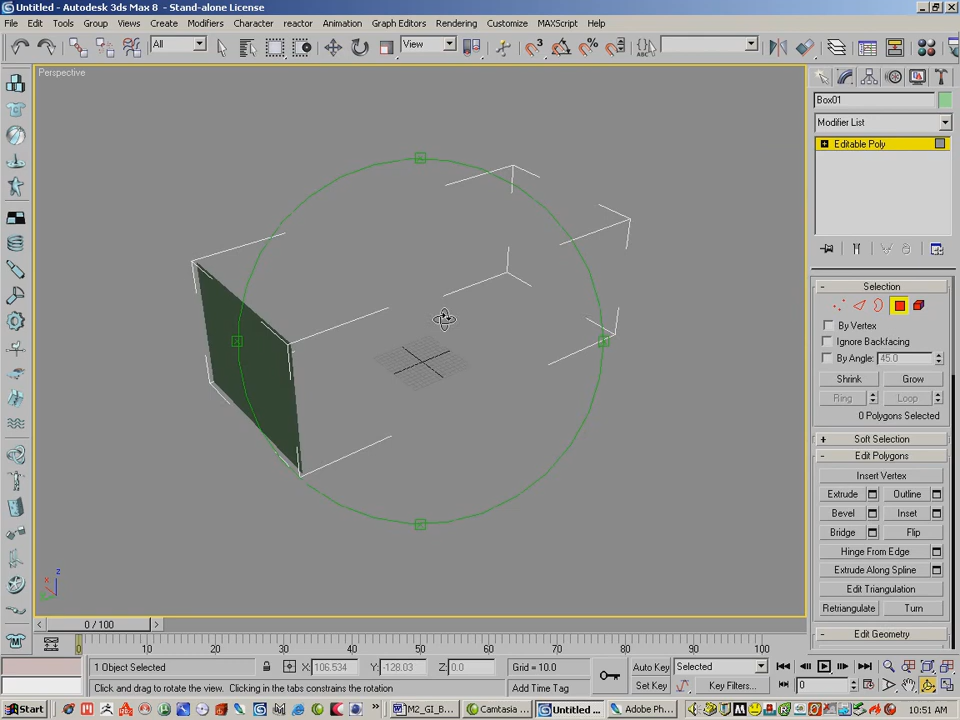 Untitled - Autodesk 3ds Max 8 - Stand-alone License
File Edit Tools Group Views Create Modifiers Character reactor Animation Graph Editors Rendering Customize MAXScript Help
All View
Perspective
Box01
Modifier List
Editable Poly
- Selection
By Vertex
Ignore Backfacing
By Angle: 45.0
Shrink Grow
Ring Loop
0 Polygons Selected
+ Soft Selection
- Edit Polygons
Insert Vertex
Extrude Outline
Bevel Inset
Bridge Flip
Hinge From Edge
Extrude Along Spline
Edit Triangulation
Retriangulate Turn
- Edit Geometry
z
x
< 0 / 100 >
0 10 20 30 40 50 60 70 80 90 100
1 Object Selected X: 106.534 Y: -128.03 Z: 0.0 Grid = 10.0 Auto Key Selected
Click and drag to rotate the view. Clicking in the tabs constrains the rotation Add Time Tag Set Key Key Filters... 0
Start M2_GI_B... Camtasia ... Untitled ... Adobe Ph... 10:51 AM